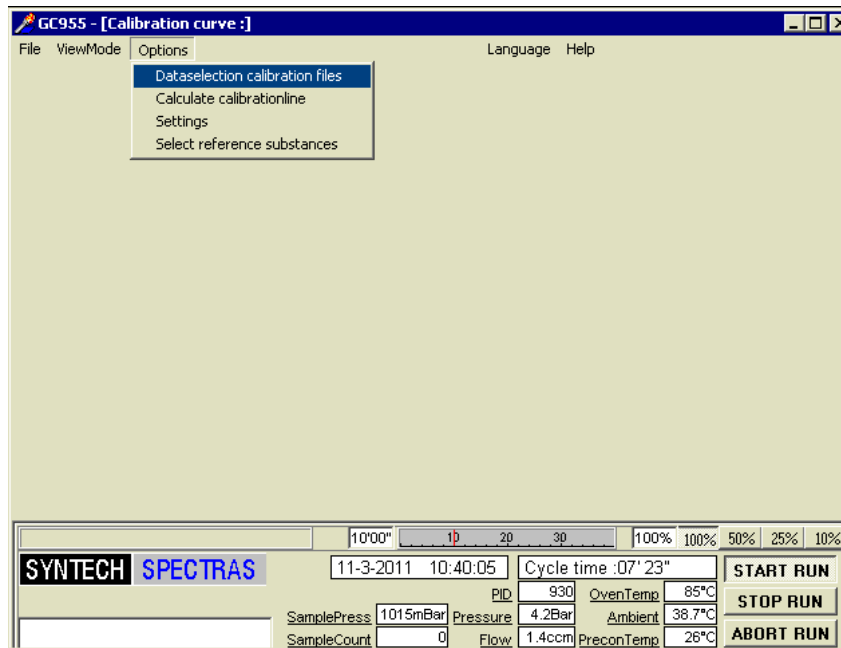 GC955 - [Calibration curve :]
File ViewMode Options Language Help
Dataselection calibration files
Calculate calibrationline
Settings
Select reference substances
10'00" 10 20 30 100% 100% 50% 25% 10%
SYNTECH SPECTRAS 11-3-2011 10:40:05 Cycle time :07' 23" START RUN
PID 930 OvenTemp 85°C STOP RUN
SamplePress 1015mBar Pressure 4.2Bar Ambient 38.7°C
SampleCount 0 Flow 1.4ccm PreconTemp 26°C ABORT RUN